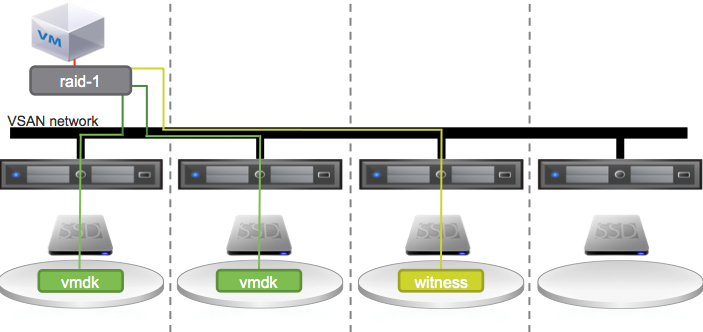 VM
raid-1
VSAN network
SSD
SSD
SSD
SSD
vmdk
vmdk
witness